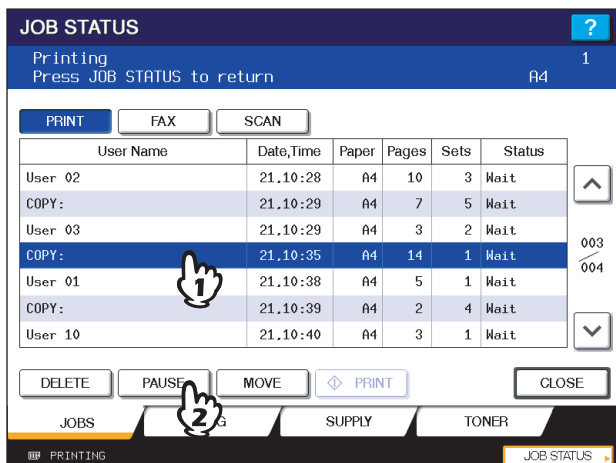 JOB STATUS ?
Printing 1
Press JOB STATUS to return A4
PRINT FAX SCAN
User Name Date,Time Paper Pages Sets Status
User 02 21,10:28 A4 10 3 Wait
COPY: 21,10:29 A4 7 5 Wait
User 03 21,10:29 A4 3 2 Wait
COPY: 21,10:35 A4 14 1 Wait
1
User 01 21,10:38 A4 5 1 Wait
COPY: 21,10:39 A4 2 4 Wait
User 10 21,10:40 A4 3 1 Wait
003
004
DELETE PAUSE MOVE PRINT CLOSE
2
JOBS G SUPPLY TONER
PRINTING JOB STATUS